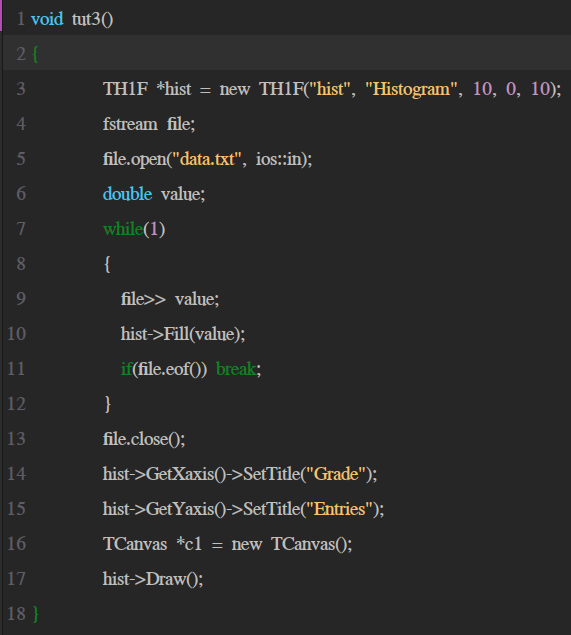 1 void tut3()
2 {
3 TH1F *hist = new TH1F("hist", "Histogram", 10, 0, 10);
4 fstream file;
5 file.open("data.txt", ios::in);
6 double value;
7 while(1)
8 {
9 file>> value;
10 hist->Fill(value);
11 if(file.eof()) break;
12 }
13 file.close();
14 hist->GetXaxis()->SetTitle("Grade");
15 hist->GetYaxis()->SetTitle("Entries");
16 TCanvas *c1 = new TCanvas();
17 hist->Draw();
18 }